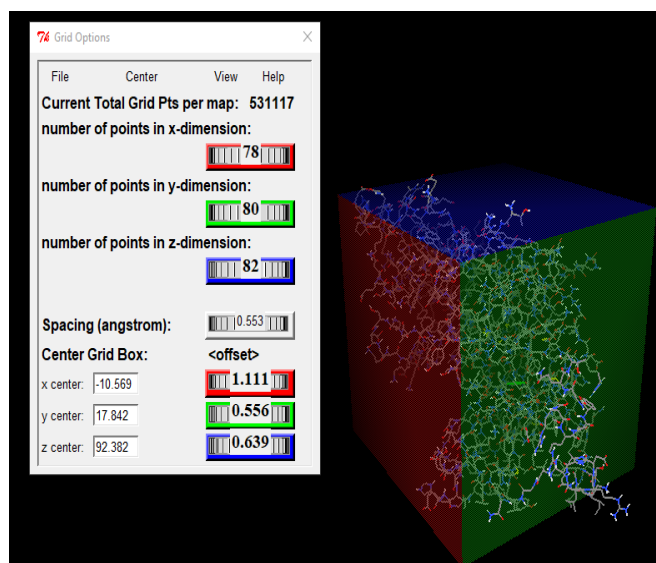 Grid Options
File Center View Help
Current Total Grid Pts per map: 531117
number of points in x-dimension:
78
number of points in y-dimension:
80
number of points in z-dimension:
82
Spacing (angstrom): 0.553
Center Grid Box: <offset>
x center: -10.569 1.111
y center: 17.842 0.556
z center: 92.382 0.639